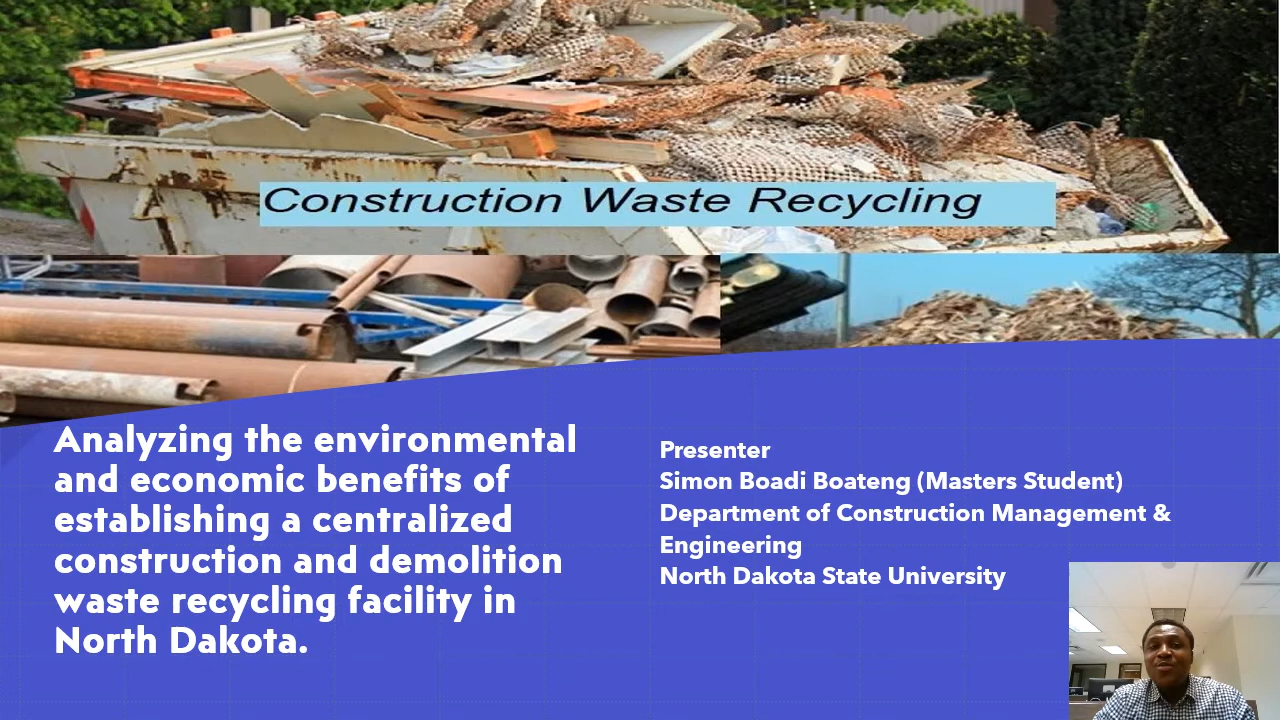 Construction Waste Recycling
Analyzing the environmental
and economic benefits of
establishing a centralized
construction and demolition
waste recycling facility in
North Dakota.
Presenter
Simon Boadi Boateng (Masters Student)
Department of Construction Management &
Engineering
North Dakota State University